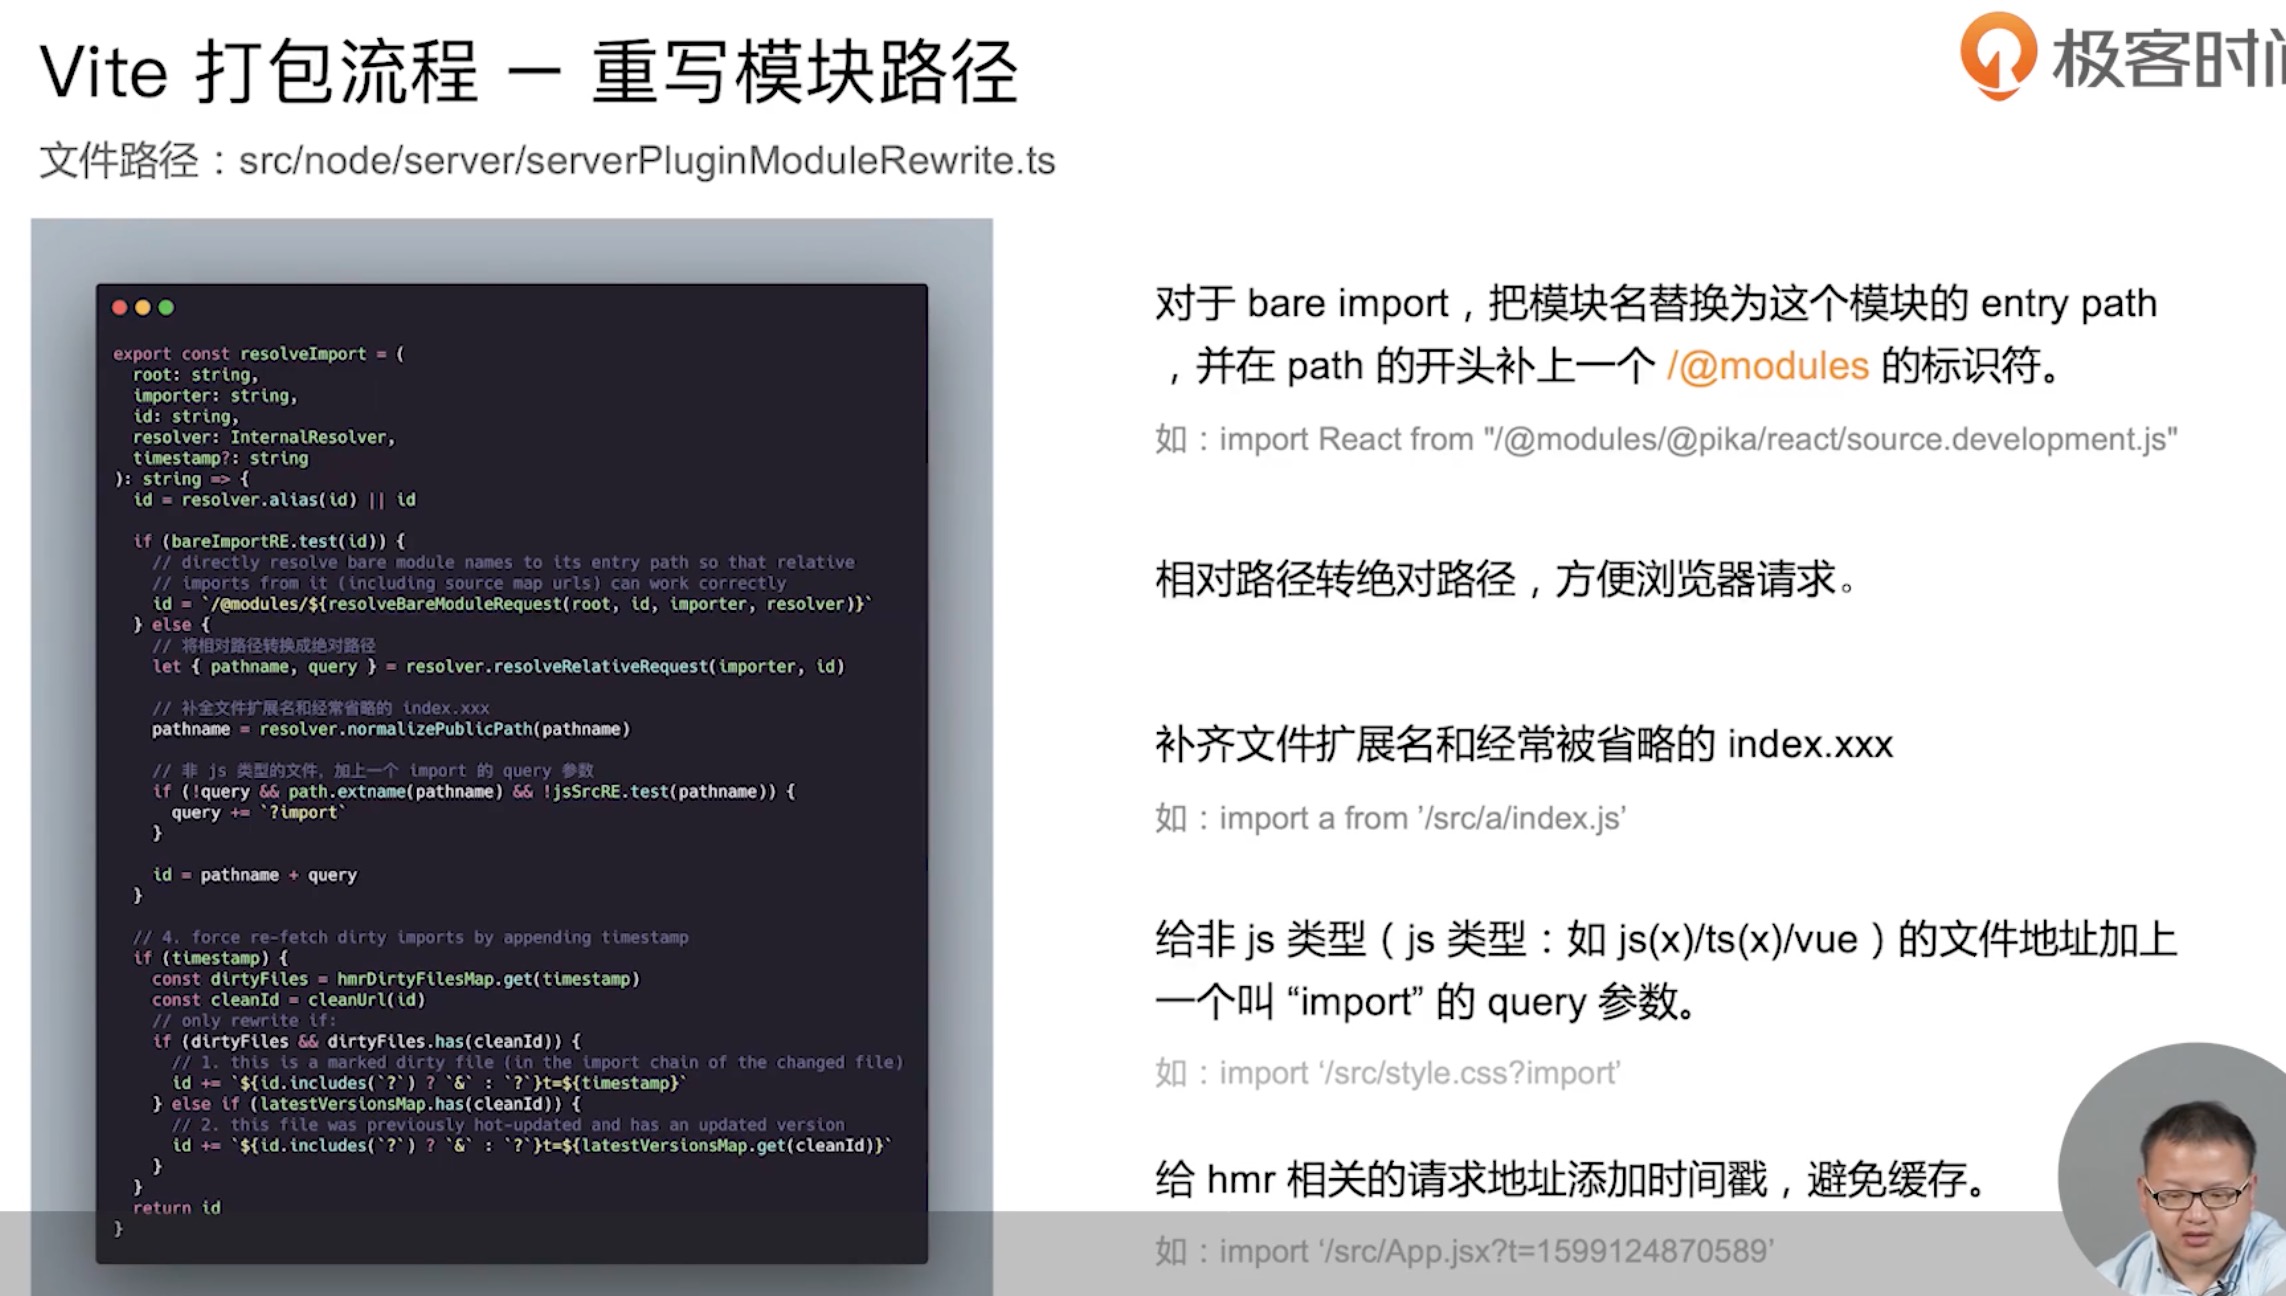 Vite 打包流程 － 重写模块路径
极客时间
文件路径：src/node/server/serverPluginModuleRewrite.ts
export const resolveImport = (
root: string,
importer: string,
id: string,
resolver: InternalResolver,
timestamp?: string
): string => {
id = resolver.alias(id) || id
if (bareImportRE.test(id)) {
// directly resolve bare module names to its entry path so that relative
// imports from it (including source map urls) can work correctly
id = `/@modules/${resolveBareModuleRequest(root, id, importer, resolver)}`
} else {
// 将相对路径转换成绝对路径
let { pathname, query } = resolver.resolveRelativeRequest(importer, id)
// 补全文件扩展名和经常省略的 index.xxx
pathname = resolver.normalizePublicPath(pathname)
// 非 js 类型的文件，加上一个 import 的 query 参数
if (!query && path.extname(pathname) && !jsSrcRE.test(pathname)) {
query += `?import`
}
id = pathname + query
}
// 4. force re-fetch dirty imports by appending timestamp
if (timestamp) {
const dirtyFiles = hmrDirtyFilesMap.get(timestamp)
const cleanId = cleanUrl(id)
// only rewrite if:
if (dirtyFiles && dirtyFiles.has(cleanId)) {
// 1. this is a marked dirty file (in the import chain of the changed file)
id += `${id.includes(`?`) ? `&` : `?`}t=${timestamp}`
} else if (latestVersionsMap.has(cleanId)) {
// 2. this file was previously hot-updated and has an updated version
id += `${id.includes(`?`) ? `&` : `?`}t=${latestVersionsMap.get(cleanId)}`
}
}
return id
}
对于 bare import，把模块名替换为这个模块的 entry path
，并在 path 的开头补上一个 /@modules 的标识符。
如：import React from "/@modules/@pika/react/source.development.js"
相对路径转绝对路径，方便浏览器请求。
补齐文件扩展名和经常被省略的 index.xxx
如：import a from ’/src/a/index.js’
给非 js 类型（js 类型：如 js(x)/ts(x)/vue）的文件地址加上
一个叫 “import” 的 query 参数。
如：import ‘/src/style.css?import’
给 hmr 相关的请求地址添加时间戳，避免缓存。
如：import ‘/src/App.jsx?t=1599124870589’